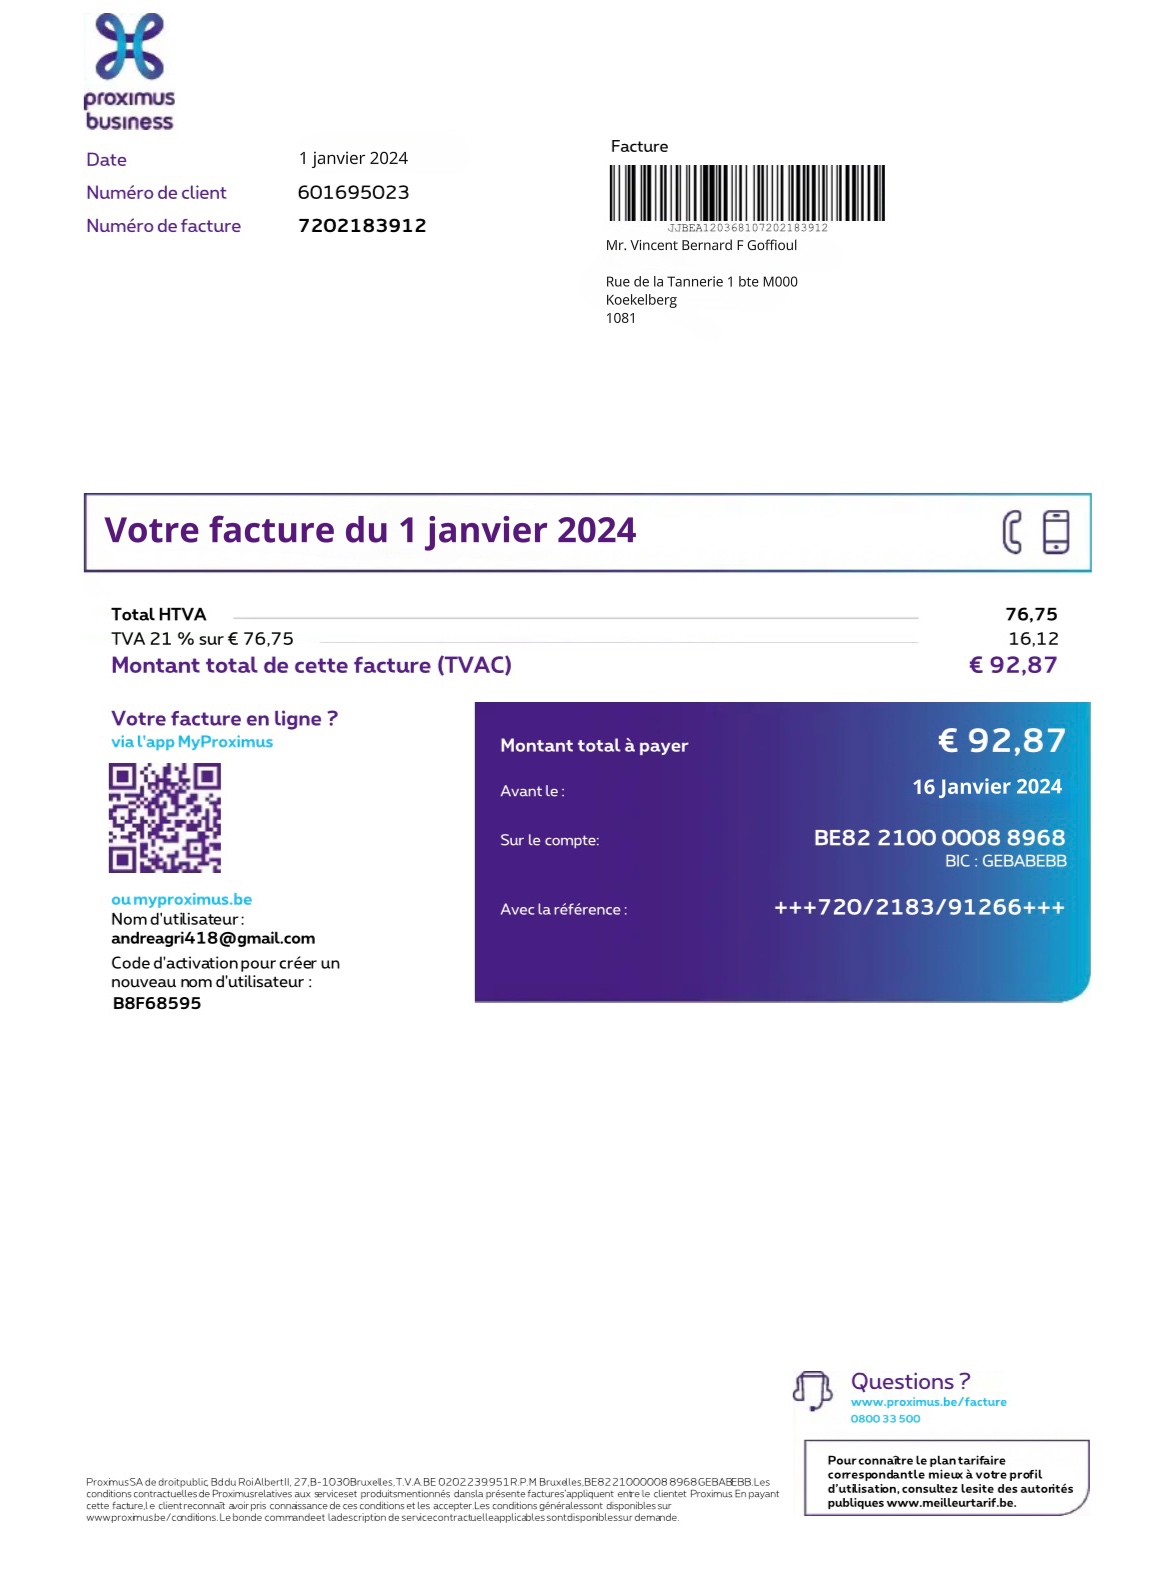 proximus
business
Date 1 janvier 2024
Numéro de client 601695023
Numéro de facture 7202183912
Facture
JJBEA120368107202183912
Mr. Vincent Bernard F Goffioul
Rue de la Tannerie 1 bte M000
Koekelberg
1081
Votre facture du 1 janvier 2024
Total HTVA 76,75
TVA 21 % sur € 76,75 16,12
Montant total de cette facture (TVAC) € 92,87
Votre facture en ligne ?
via l'app MyProximus
ou myproximus.be
Nom d'utilisateur :
andreagri418@gmail.com
Code d'activation pour créer un
nouveau nom d'utilisateur :
B8F68595
Montant total à payer € 92,87
Avant le : 16 Janvier 2024
Sur le compte: BE82 2100 0008 8968
BIC : GEBABEBB
Avec la référence : +++720/2183/91266+++
Questions ?
www.proximus.be/facture
0800 33 500
Pour connaître le plan tarifaire
correspondant le mieux à votre profil
d'utilisation, consultez le site des autorités
publiques www.meilleurtarif.be.
Proximus SA de droit public, Bd du Roi Albert II, 27, B-1030 Bruxelles, T.V.A. BE 0202.239.951 R.P.M. Bruxelles, BE82 2100 0008 8968 GEBABEBB. Les
conditions contractuelles de Proximus relatives aux services et produits mentionnés dans la présente facture s'appliquent entre le client et Proximus. En payant
cette facture, le client reconnaît avoir pris connaissance de ces conditions et les accepter. Les conditions générales sont disponibles sur
www.proximus.be/conditions. Le bon de commande et la description de service contractuelle applicables sont disponibles sur demande.